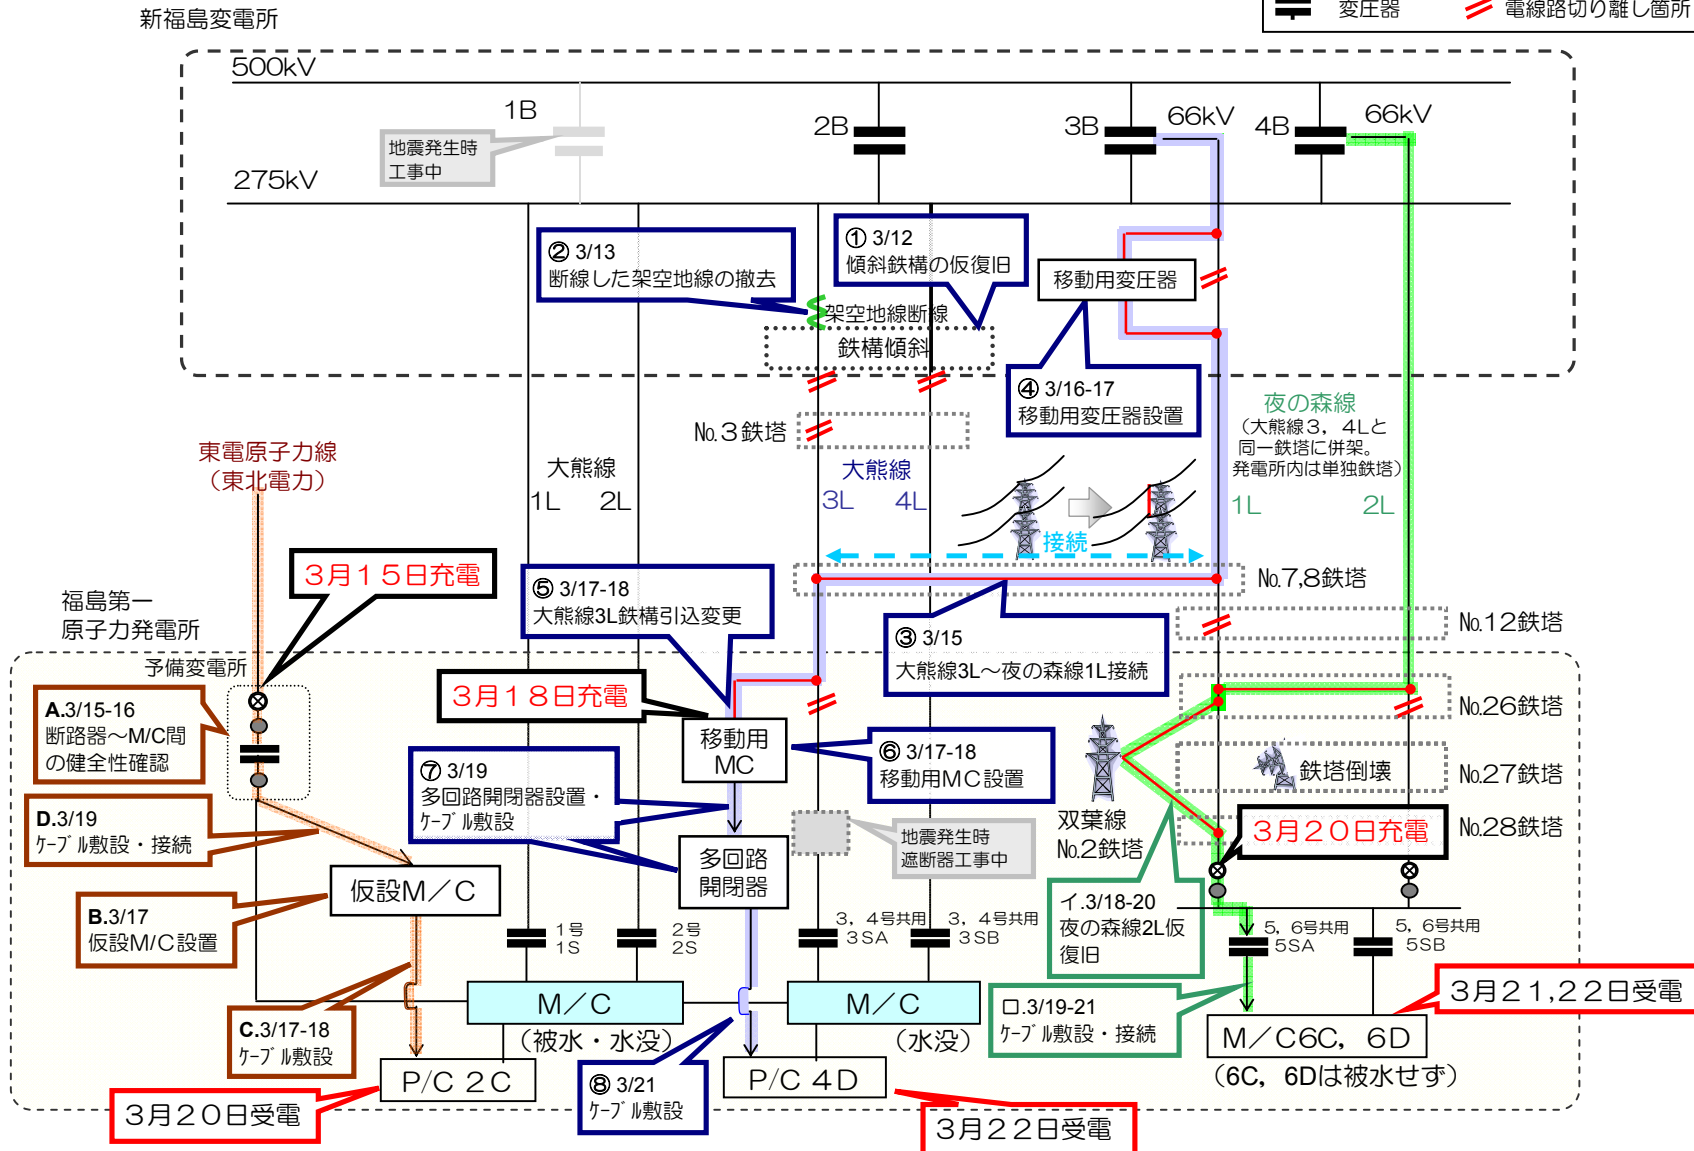 新福島変電所
変圧器
電線路切り離し箇所
500kV
1B
2B
3B
66kV
4B
66kV
地震発生時
工事中
275kV
② 3/13
断線した架空地線の撤去
① 3/12
傾斜鉄構の仮復旧
移動用変圧器
架空地線断線
鉄構傾斜
④ 3/16-17
移動用変圧器設置
夜の森線
(大熊線3, 4Lと
同一鉄塔に併架。
発電所内は単独鉄塔)
No.3鉄塔
東電原子力線
(東北電力)
大熊線
1L
2L
大熊線
3L
4L
1L
2L
接続
3月15日充電
⑤ 3/17-18
大熊線3L鉄構引込変更
No.7,8鉄塔
福島第一
原子力発電所
③ 3/15
大熊線3L～夜の森線1L接続
No.12鉄塔
予備変電所
3月18日充電
A.3/15-16
断路器～M/C間
の健全性確認
No.26鉄塔
移動用
MC
⑥ 3/17-18
移動用MC設置
⑦ 3/19
多回路開閉器設置・
ケーブル敷設
鉄塔倒壊
No.27鉄塔
D.3/19
ケーブル敷設・接続
双葉線
No.2鉄塔
3月20日充電
No.28鉄塔
地震発生時
遮断器工事中
多回路
開閉器
仮設M/C
B.3/17
仮設M/C設置
イ.3/18-20
夜の森線2L仮
復旧
1号
1S
2号
2S
3, 4号共用
3SA
3, 4号共用
3SB
5, 6号共用
5SA
5, 6号共用
5SB
M/C
M/C
ロ.3/19-21
ケーブル敷設・接続
3月21,22日受電
C.3/17-18
ケーブル敷設
(被水・水没)
(水没)
M/C6C, 6D
(6C, 6Dは被水せず)
P/C 2C
⑧ 3/21
ケーブル敷設
P/C 4D
3月20日受電
3月22日受電